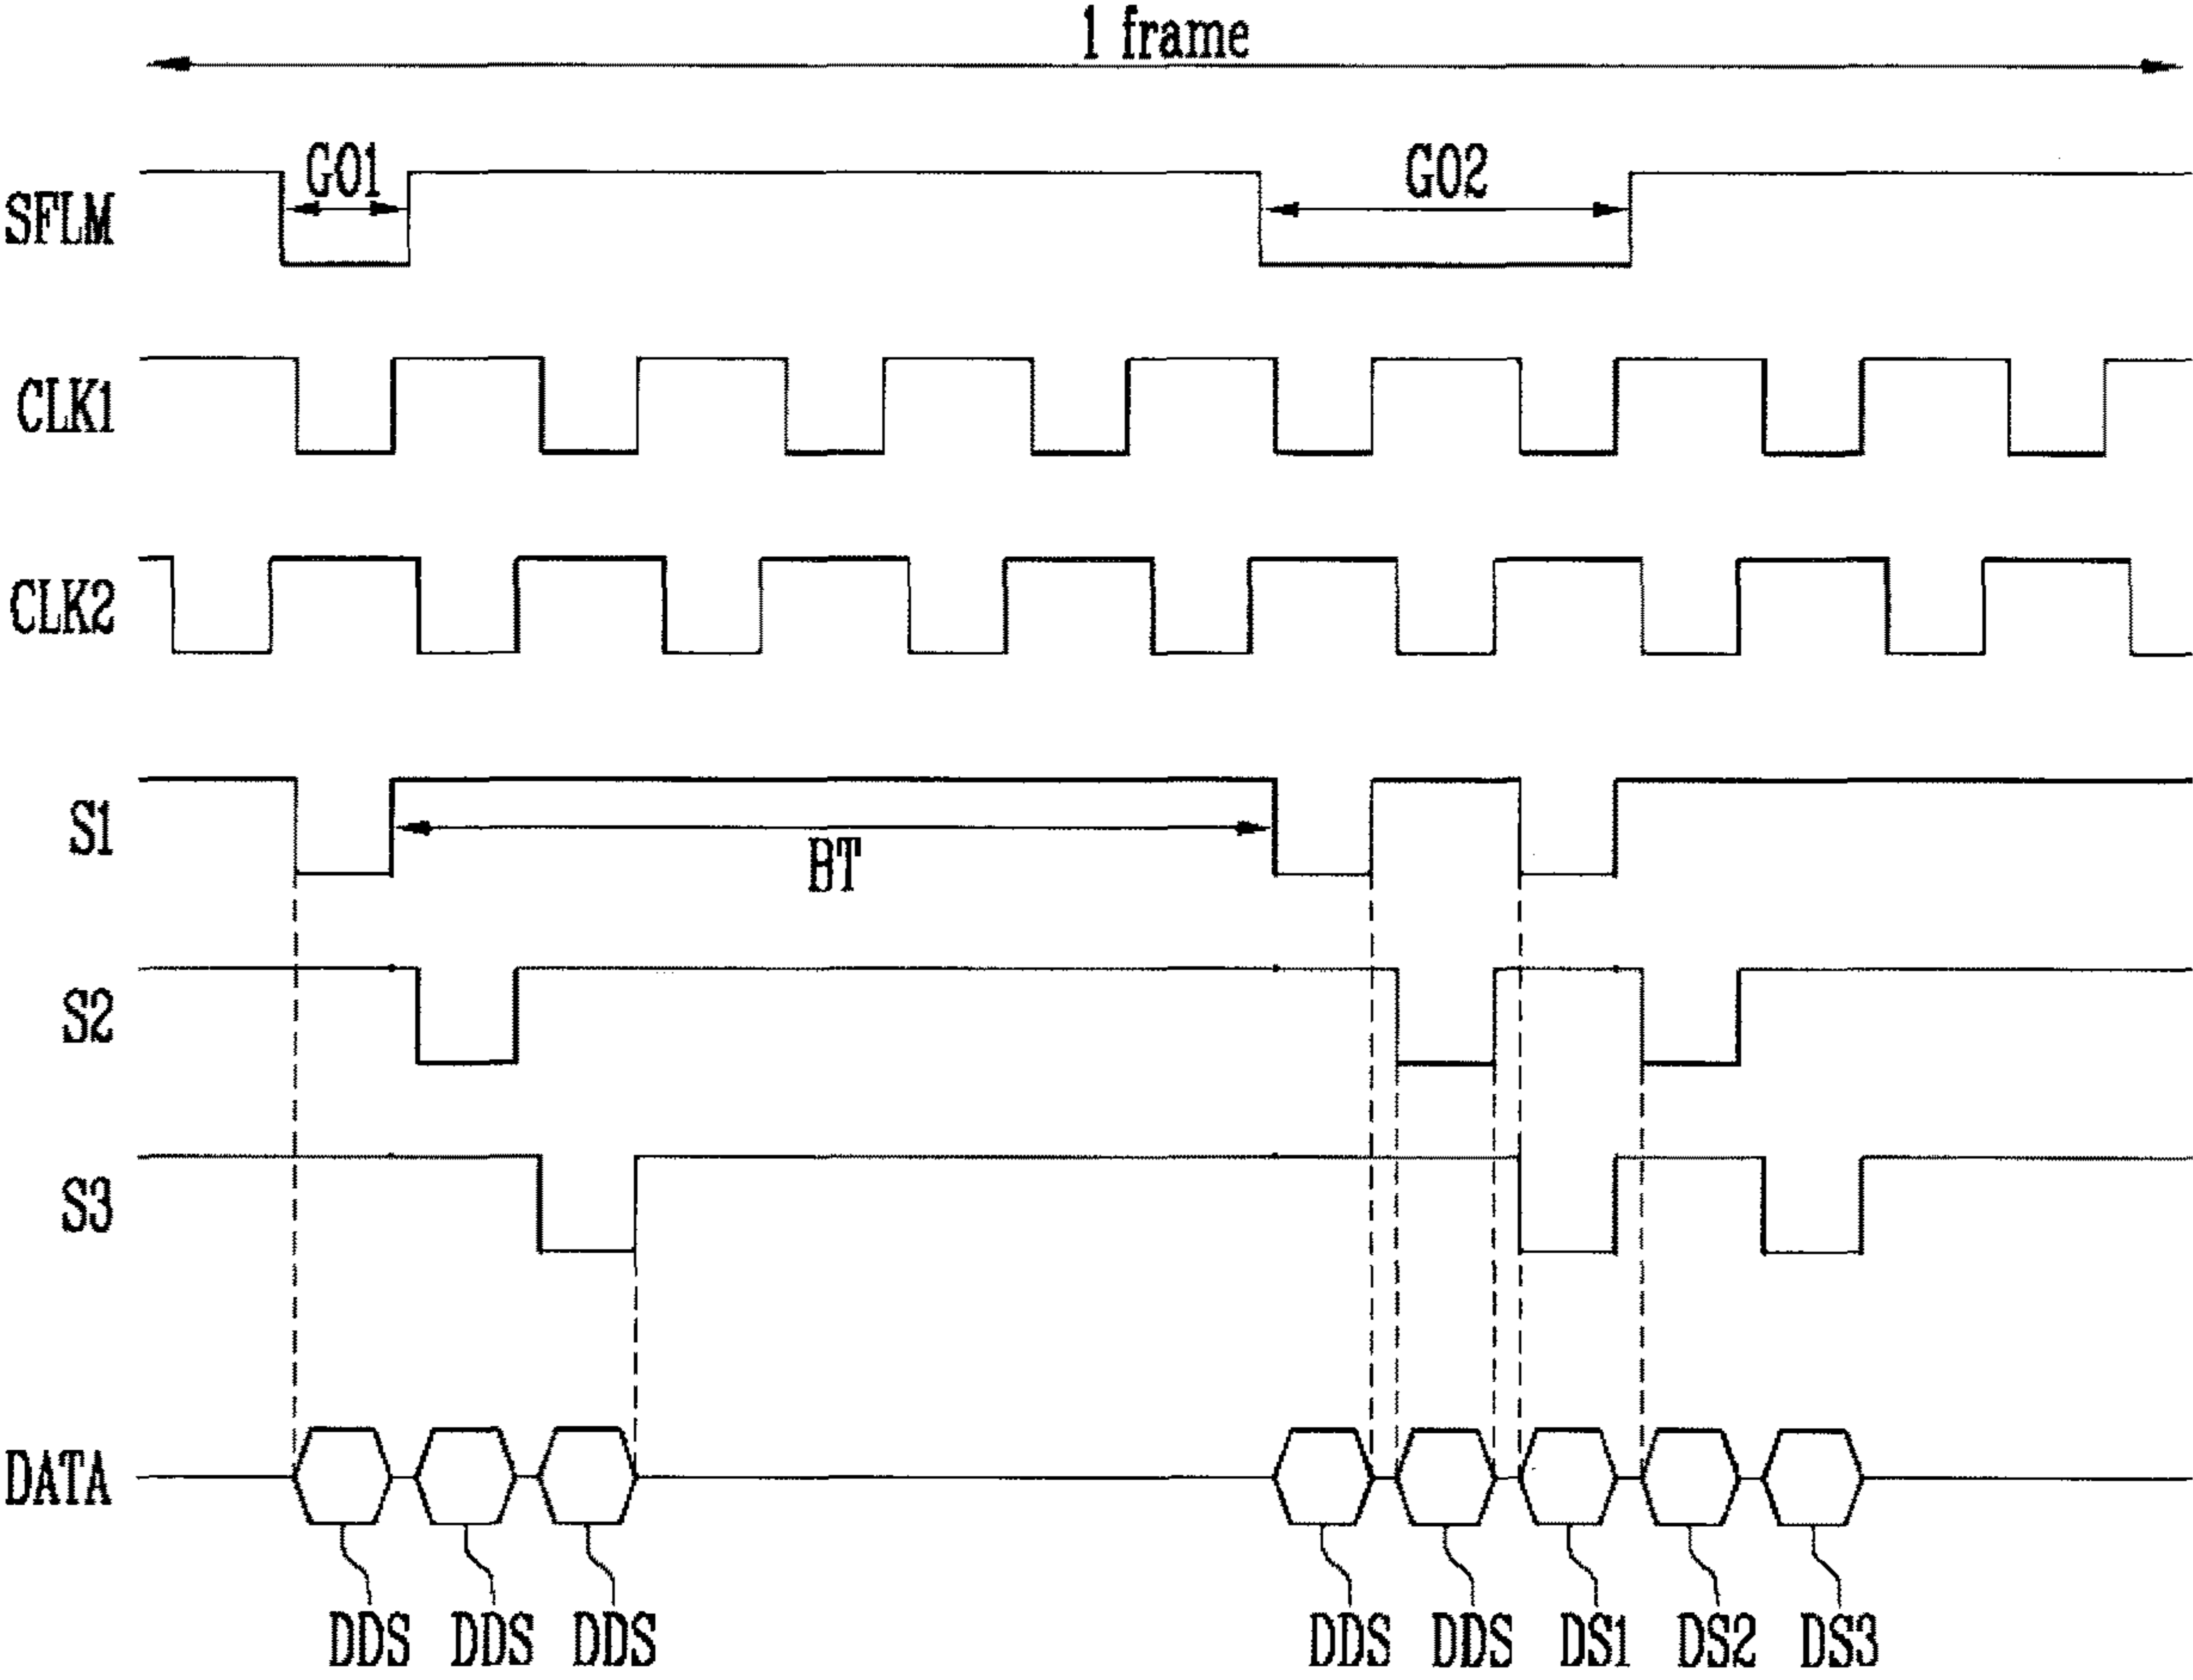 1 frame
SFLM
GO1
GO2
CLK1
CLK2
S1
BT
S2
S3
DATA
DDS DDS DDS DDS DDS DS1 DS2 DS3